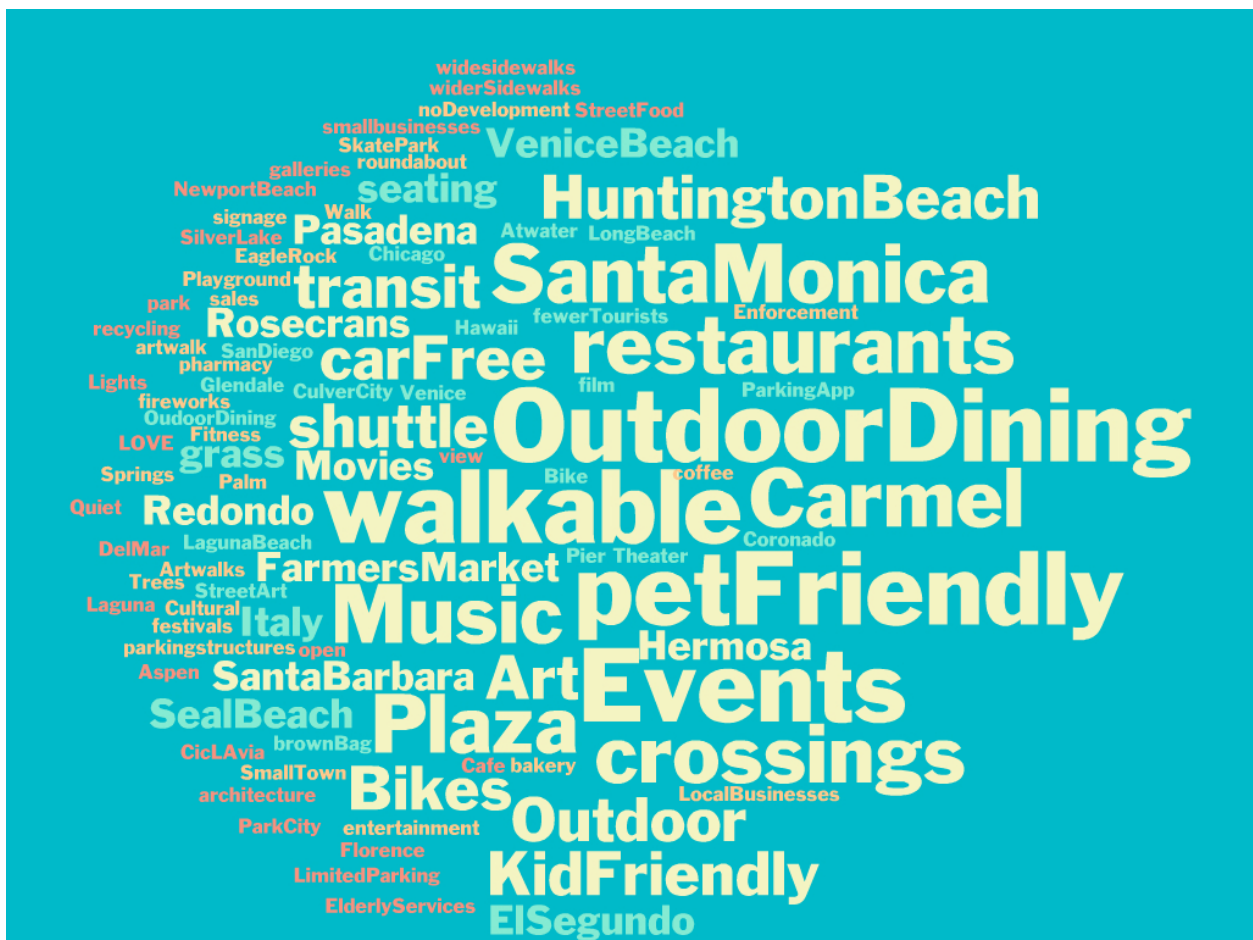 widesidewalks
widerSidewalks
noDevelopment StreetFood
smallbusinesses
SkatePark VeniceBeach
galleries roundabout
NewportBeach seating HuntingtonBeach
signage Walk
SilverLake Pasadena Atwater LongBeach
EagleRock Chicago
Playground transit SantaMonica
park sales
recycling Rosecrans Hawaii fewerTourists Enforcement
artwalk SanDiego carFree restaurants
pharmacy
Lights Glendale CulverCity Venice film ParkingApp
fireworks
OudoorDining shuttle OutdoorDining
LOVE Fitness
grass Movies view
Springs Palm Bike coffee
Quiet Redondo walkable Carmel
DelMar LagunaBeach Coronado
Artwalks FarmersMarket Pier Theater
Trees StreetArt petFriendly
Laguna Cultural Italy Music
festivals
parkingstructures open Hermosa
Aspen SantaBarbara Art Events
SealBeach Plaza
CicLAvia brownBag crossings
SmallTown Cafe bakery
architecture Bikes LocalBusinesses
ParkCity entertainment Outdoor
Florence
LimitedParking KidFriendly
ElderlyServices ElSegundo